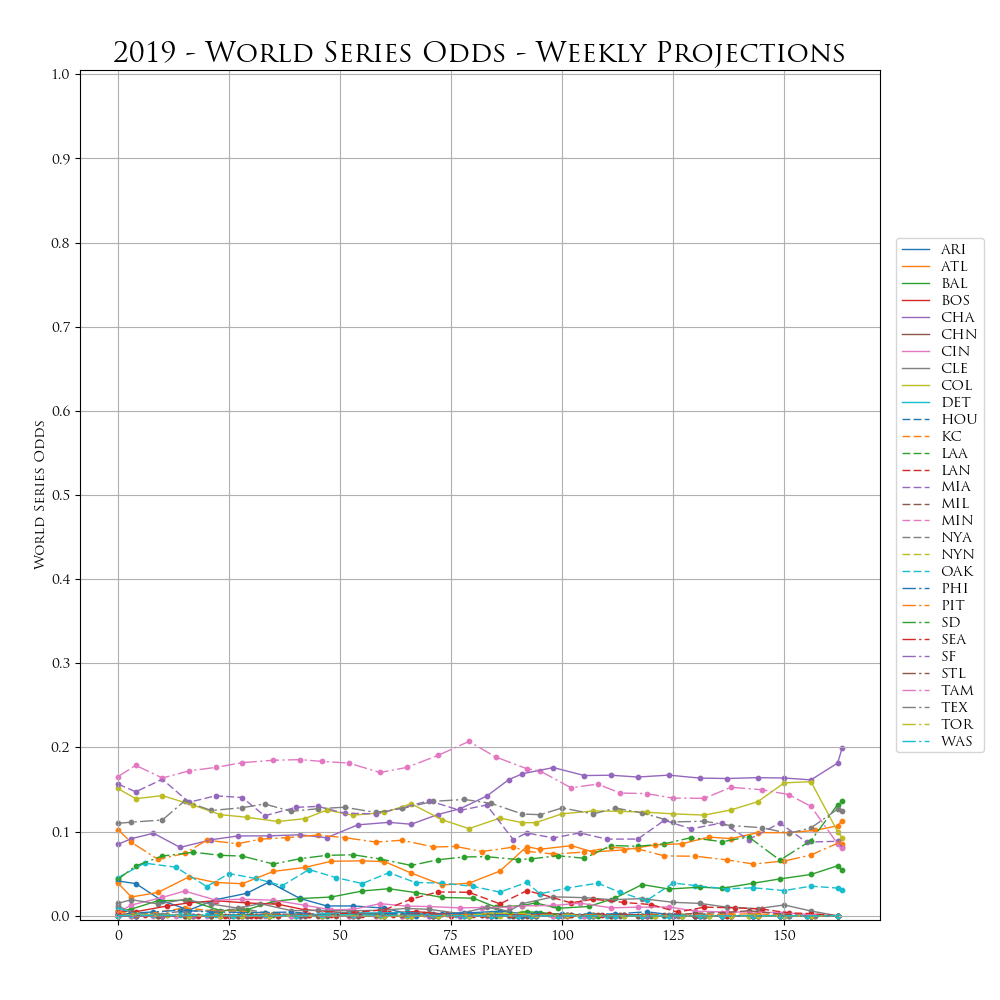 2019 - World Series Odds - Weekly Projections
1.0
0.9
0.8
0.7
0.6
0.5
0.4
0.3
0.2
0.1
0.0
World Series Odds
0
25
50
75
100
125
150
Games Played
ARI
ATL
BAL
BOS
CHA
CHN
CIN
CLE
COL
DET
HOU
KC
LAA
LAN
MIA
MIL
MIN
NYA
NYN
OAK
PHI
PIT
SD
SEA
SF
STL
TAM
TEX
TOR
WAS